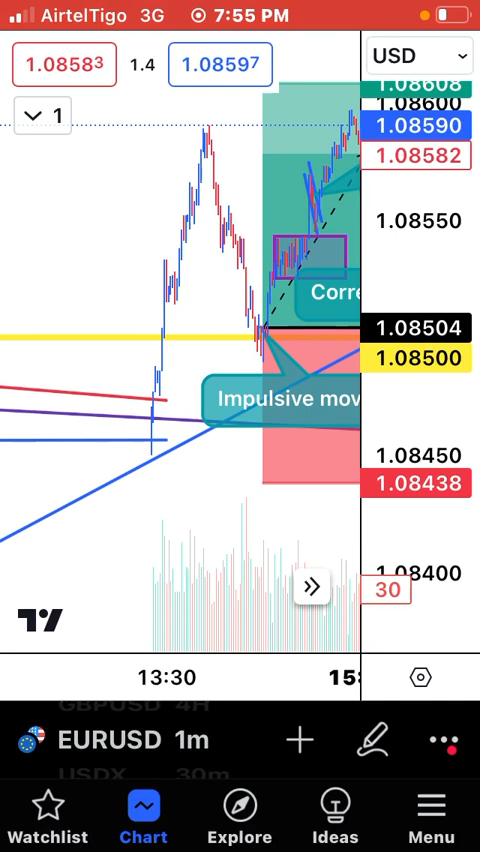 AirtelTigo 3G 7:55 PM
1.08583 1.4 1.08597
USD
1
1.08608
1.08600
1.08590
1.08582
1.08550
Corre
1.08504
1.08500
Impulsive mov
1.08450
1.08438
1.08400
30
13:30 15:
GBPUSD 4H
EURUSD 1m
USDX 30m
Watchlist Chart Explore Ideas Menu